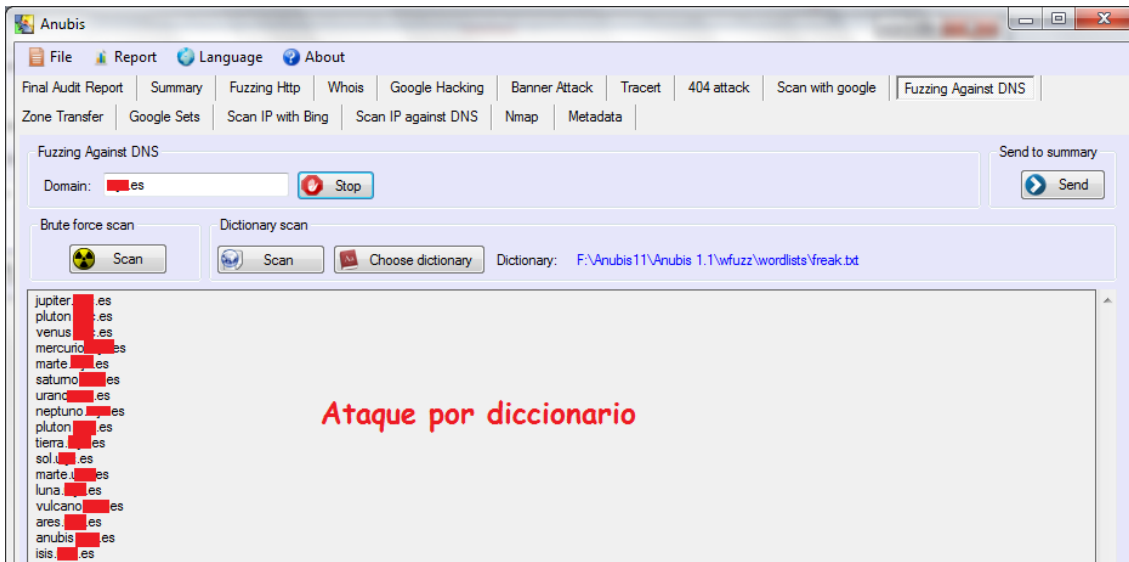 Anubis
File Report Language About
Final Audit Report Summary Fuzzing Http Whois Google Hacking Banner Attack Tracert 404 attack Scan with google Fuzzing Against DNS
Zone Transfer Google Sets Scan IP with Bing Scan IP against DNS Nmap Metadata
Fuzzing Against DNS Send to summary
Domain: .es Stop Send
Brute force scan Dictionary scan
Scan Scan Choose dictionary Dictionary: F:\Anubis11\Anubis 1.1\wfuzz\wordlists\freak.txt
jupiter. .es
pluton .es
venus .es
mercurio es
marte. .es
saturno .es
urano .es
neptuno. es
Ataque por diccionario
pluton .es
tierra. es
sol. .es
marte. es
luna. .es
vulcano es
ares. .es
anubis .es
isis. .es